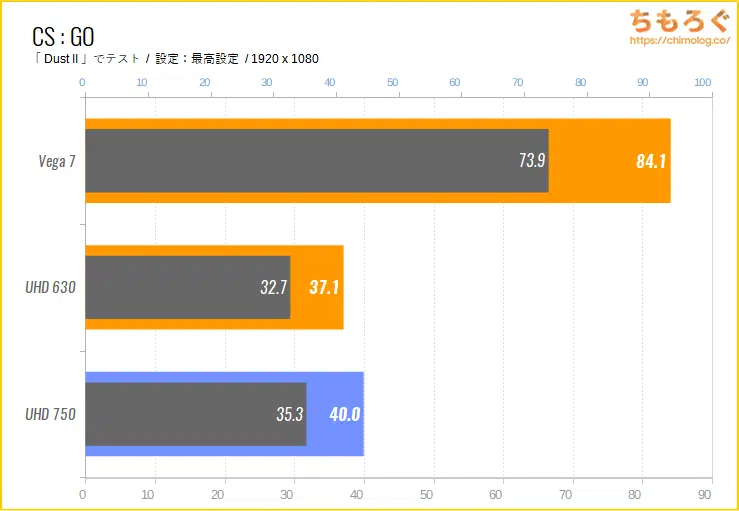 CS : GO
「 Dust II 」でテスト / 設定：最高設定 / 1920 x 1080
ちもろぐ
https://chimolog.co/
0 10 20 30 40 50 60 70 80 90 100
Vega 7 73.9 84.1
UHD 630 32.7 37.1
UHD 750 35.3 40.0
0 10 20 30 40 50 60 70 80 90